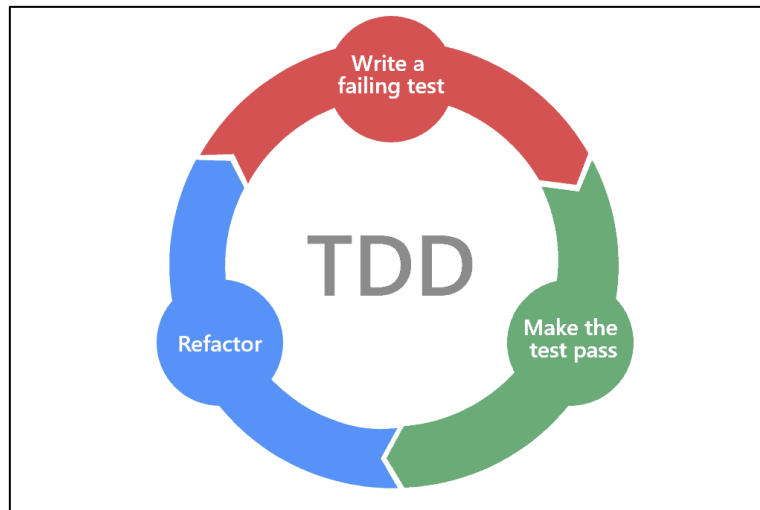 Write a
failing test
TDD
Make the
test pass
Refactor